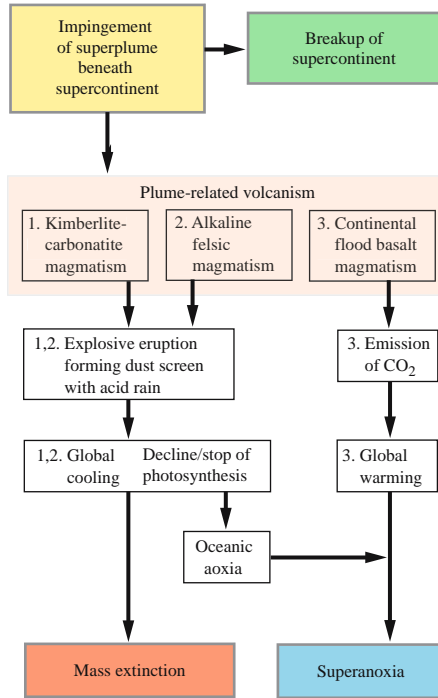 Impingement
of superplume
beneath
supercontinent
Breakup of
supercontinent
Plume-related volcanism
1. Kimberlite-
carbonatite
magmatism
2. Alkaline
felsic
magmatism
3. Continental
flood basalt
magmatism
1,2. Explosive eruption
forming dust screen
with acid rain
3. Emission
of CO2
1,2. Global
cooling
Decline/stop of
photosynthesis
3. Global
warming
Oceanic
aoxia
Mass extinction
Superanoxia